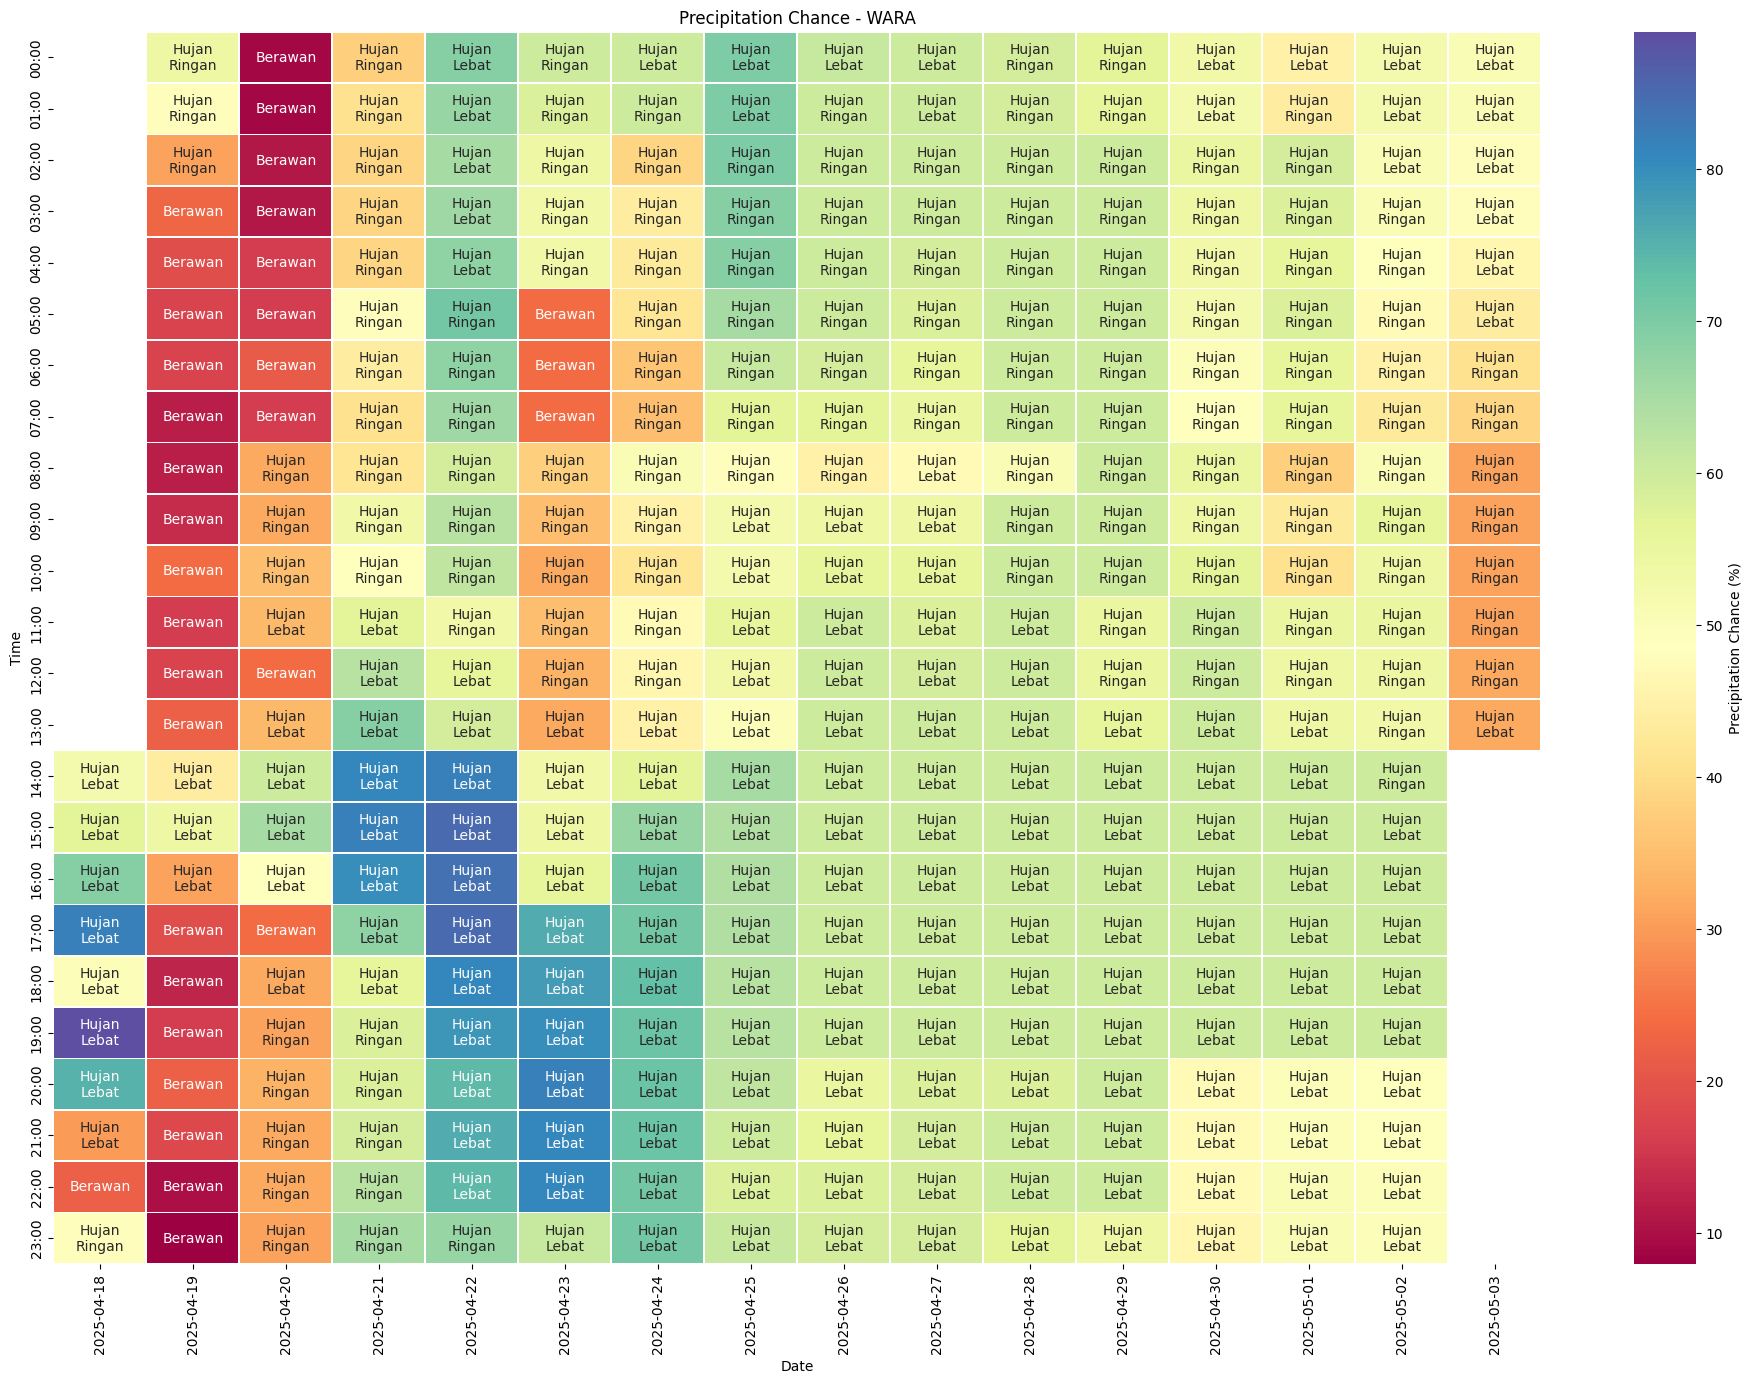 Precipitation Chance - WARA
00:00 Hujan Ringan Berawan Hujan Ringan Hujan Lebat Hujan Ringan Hujan Lebat Hujan Lebat Hujan Lebat Hujan Lebat Hujan Ringan Hujan Ringan Hujan Lebat Hujan Lebat Hujan Lebat Hujan Lebat
01:00 Hujan Ringan Berawan Hujan Ringan Hujan Lebat Hujan Ringan Hujan Ringan Hujan Lebat Hujan Ringan Hujan Lebat Hujan Ringan Hujan Ringan Hujan Lebat Hujan Ringan Hujan Lebat Hujan Lebat
02:00 Hujan Ringan Berawan Hujan Ringan Hujan Lebat Hujan Ringan Hujan Ringan Hujan Ringan Hujan Ringan Hujan Ringan Hujan Ringan Hujan Ringan Hujan Ringan Hujan Ringan Hujan Lebat Hujan Lebat
03:00 Berawan Berawan Hujan Ringan Hujan Lebat Hujan Ringan Hujan Ringan Hujan Ringan Hujan Ringan Hujan Ringan Hujan Ringan Hujan Ringan Hujan Ringan Hujan Ringan Hujan Ringan Hujan Lebat
04:00 Berawan Berawan Hujan Ringan Hujan Lebat Hujan Ringan Hujan Ringan Hujan Ringan Hujan Ringan Hujan Ringan Hujan Ringan Hujan Ringan Hujan Ringan Hujan Ringan Hujan Ringan Hujan Lebat
05:00 Berawan Berawan Hujan Ringan Hujan Ringan Berawan Hujan Ringan Hujan Ringan Hujan Ringan Hujan Ringan Hujan Ringan Hujan Ringan Hujan Ringan Hujan Ringan Hujan Ringan Hujan Lebat
06:00 Berawan Berawan Hujan Ringan Hujan Ringan Berawan Hujan Ringan Hujan Ringan Hujan Ringan Hujan Ringan Hujan Ringan Hujan Ringan Hujan Ringan Hujan Ringan Hujan Ringan Hujan Ringan
07:00 Berawan Berawan Hujan Ringan Hujan Ringan Berawan Hujan Ringan Hujan Ringan Hujan Ringan Hujan Ringan Hujan Ringan Hujan Ringan Hujan Ringan Hujan Ringan Hujan Ringan Hujan Ringan
08:00 Berawan Hujan Ringan Hujan Ringan Hujan Ringan Hujan Ringan Hujan Ringan Hujan Ringan Hujan Ringan Hujan Lebat Hujan Ringan Hujan Ringan Hujan Ringan Hujan Ringan Hujan Ringan Hujan Ringan
09:00 Berawan Hujan Ringan Hujan Ringan Hujan Ringan Hujan Ringan Hujan Ringan Hujan Lebat Hujan Lebat Hujan Lebat Hujan Ringan Hujan Ringan Hujan Ringan Hujan Ringan Hujan Ringan Hujan Ringan
10:00 Berawan Hujan Ringan Hujan Ringan Hujan Ringan Hujan Ringan Hujan Ringan Hujan Lebat Hujan Lebat Hujan Lebat Hujan Ringan Hujan Ringan Hujan Ringan Hujan Ringan Hujan Ringan Hujan Ringan
11:00 Berawan Hujan Lebat Hujan Lebat Hujan Ringan Hujan Ringan Hujan Ringan Hujan Lebat Hujan Lebat Hujan Lebat Hujan Lebat Hujan Ringan Hujan Ringan Hujan Ringan Hujan Ringan Hujan Ringan
12:00 Berawan Berawan Hujan Lebat Hujan Lebat Hujan Ringan Hujan Ringan Hujan Lebat Hujan Lebat Hujan Lebat Hujan Lebat Hujan Ringan Hujan Ringan Hujan Ringan Hujan Ringan Hujan Ringan
13:00 Berawan Hujan Lebat Hujan Lebat Hujan Lebat Hujan Lebat Hujan Lebat Hujan Lebat Hujan Lebat Hujan Lebat Hujan Lebat Hujan Lebat Hujan Lebat Hujan Lebat Hujan Ringan Hujan Lebat
14:00 Hujan Lebat Hujan Lebat Hujan Lebat Hujan Lebat Hujan Lebat Hujan Lebat Hujan Lebat Hujan Lebat Hujan Lebat Hujan Lebat Hujan Lebat Hujan Lebat Hujan Lebat Hujan Lebat Hujan Ringan
15:00 Hujan Lebat Hujan Lebat Hujan Lebat Hujan Lebat Hujan Lebat Hujan Lebat Hujan Lebat Hujan Lebat Hujan Lebat Hujan Lebat Hujan Lebat Hujan Lebat Hujan Lebat Hujan Lebat Hujan Lebat
16:00 Hujan Lebat Hujan Lebat Hujan Lebat Hujan Lebat Hujan Lebat Hujan Lebat Hujan Lebat Hujan Lebat Hujan Lebat Hujan Lebat Hujan Lebat Hujan Lebat Hujan Lebat Hujan Lebat Hujan Lebat
17:00 Hujan Lebat Berawan Berawan Hujan Lebat Hujan Lebat Hujan Lebat Hujan Lebat Hujan Lebat Hujan Lebat Hujan Lebat Hujan Lebat Hujan Lebat Hujan Lebat Hujan Lebat Hujan Lebat
18:00 Hujan Lebat Berawan Hujan Lebat Hujan Lebat Hujan Lebat Hujan Lebat Hujan Lebat Hujan Lebat Hujan Lebat Hujan Lebat Hujan Lebat Hujan Lebat Hujan Lebat Hujan Lebat Hujan Lebat
19:00 Hujan Lebat Berawan Hujan Ringan Hujan Ringan Hujan Lebat Hujan Lebat Hujan Lebat Hujan Lebat Hujan Lebat Hujan Lebat Hujan Lebat Hujan Lebat Hujan Lebat Hujan Lebat Hujan Lebat
20:00 Hujan Lebat Berawan Hujan Ringan Hujan Ringan Hujan Lebat Hujan Lebat Hujan Lebat Hujan Lebat Hujan Lebat Hujan Lebat Hujan Lebat Hujan Lebat Hujan Lebat Hujan Lebat Hujan Lebat
21:00 Hujan Lebat Berawan Hujan Ringan Hujan Ringan Hujan Lebat Hujan Lebat Hujan Lebat Hujan Lebat Hujan Lebat Hujan Lebat Hujan Lebat Hujan Lebat Hujan Lebat Hujan Lebat Hujan Lebat
22:00 Berawan Berawan Hujan Ringan Hujan Ringan Hujan Lebat Hujan Lebat Hujan Lebat Hujan Lebat Hujan Lebat Hujan Lebat Hujan Lebat Hujan Lebat Hujan Lebat Hujan Lebat Hujan Lebat
23:00 Hujan Ringan Berawan Hujan Ringan Hujan Ringan Hujan Ringan Hujan Lebat Hujan Lebat Hujan Lebat Hujan Lebat Hujan Lebat Hujan Lebat Hujan Lebat Hujan Lebat Hujan Lebat Hujan Lebat
Time
2025-04-18 2025-04-19 2025-04-20 2025-04-21 2025-04-22 2025-04-23 2025-04-24 2025-04-25 2025-04-26 2025-04-27 2025-04-28 2025-04-29 2025-04-30 2025-05-01 2025-05-02 2025-05-03
Date
80
70
60
50
40
30
20
10
Precipitation Chance (%)